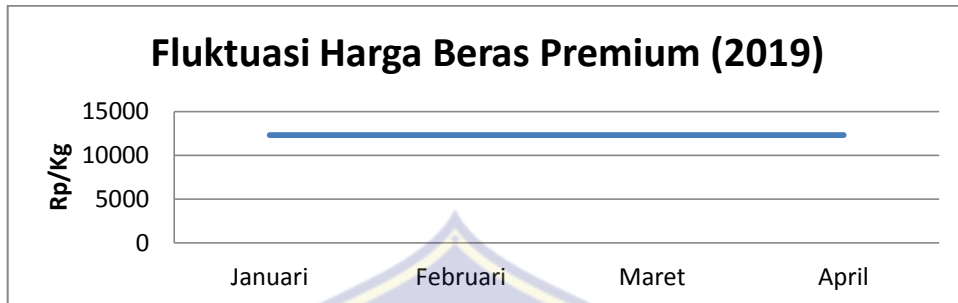 Fluktuasi Harga Beras Premium (2019)
Rp/Kg
15000
10000
5000
0
Januari Februari Maret April